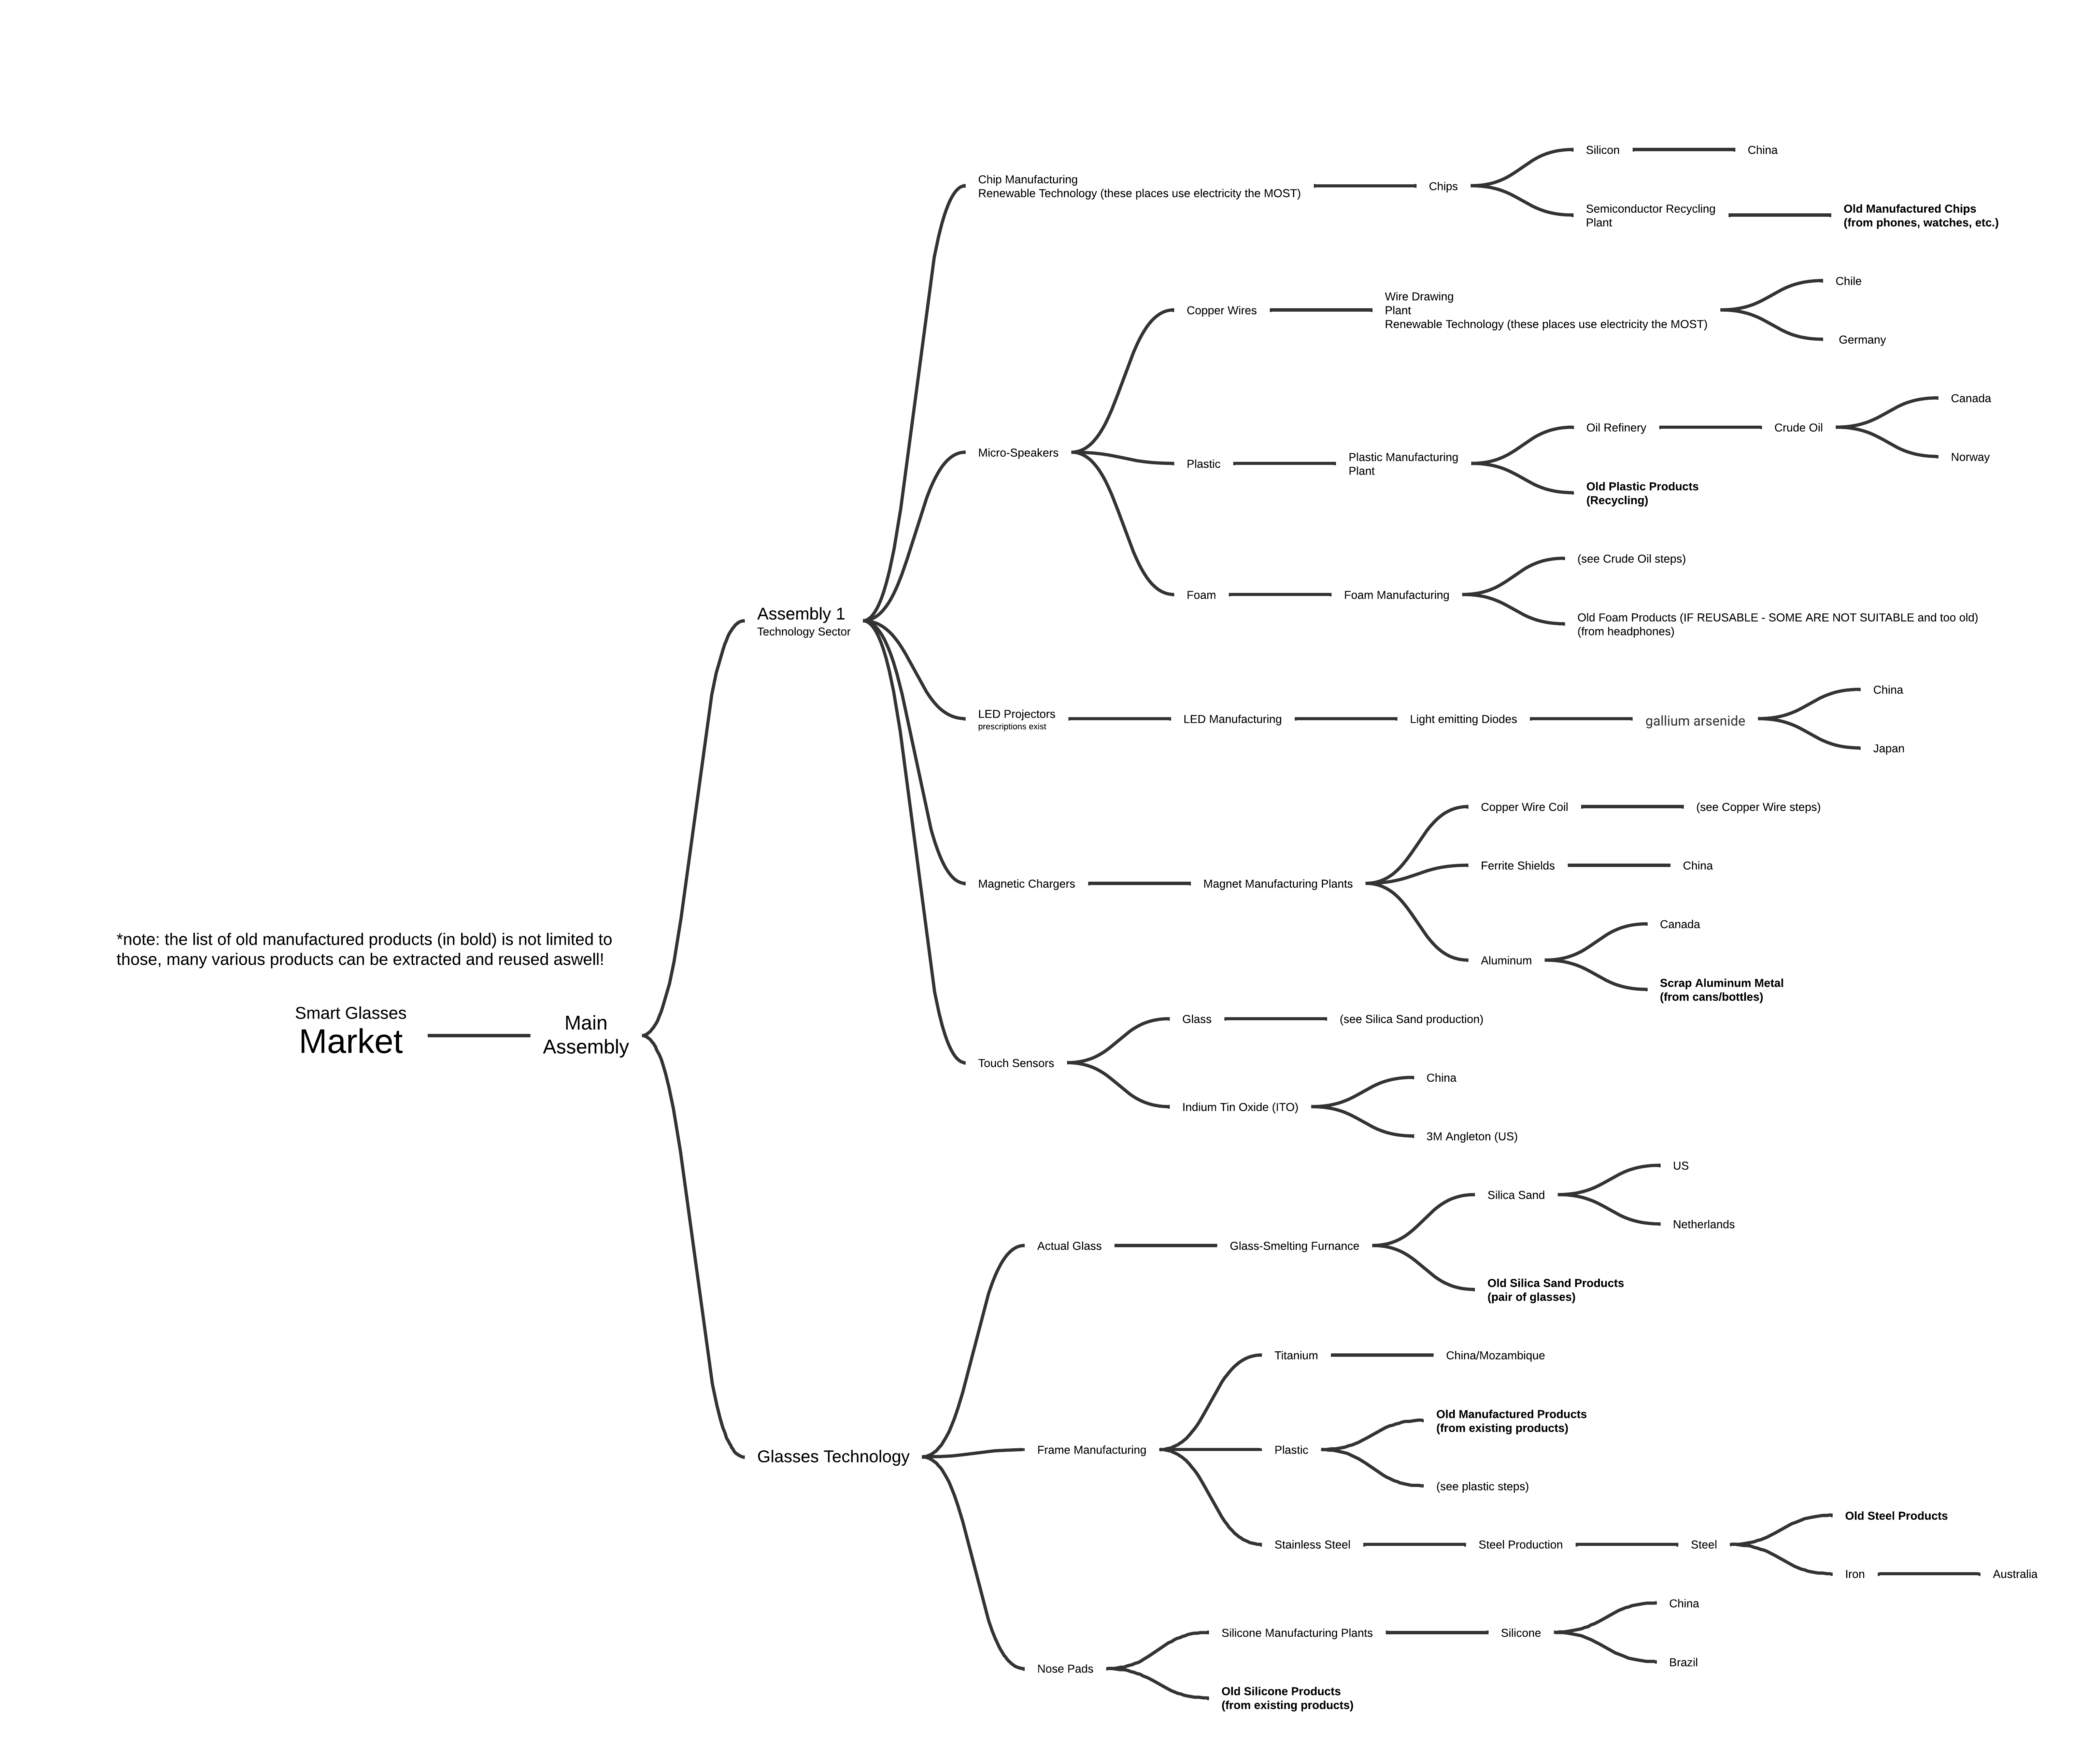 Chip Manufacturing
Renewable Technology (these places use electricity the MOST)
Chips
Silicon
China
Semiconductor Recycling
Plant
Old Manufactured Chips
(from phones, watches, etc.)
Micro-Speakers
Copper Wires
Wire Drawing
Plant
Renewable Technology (these places use electricity the MOST)
Chile
Germany
Plastic
Plastic Manufacturing
Plant
Oil Refinery
Crude Oil
Canada
Norway
Old Plastic Products
(Recycling)
Foam
Foam Manufacturing
(see Crude Oil steps)
Old Foam Products (IF REUSABLE - SOME ARE NOT SUITABLE and too old)
(from headphones)
Assembly 1
Technology Sector
LED Projectors
prescriptions exist
LED Manufacturing
Light emitting Diodes
gallium arsenide
China
Japan
Magnetic Chargers
Magnet Manufacturing Plants
Copper Wire Coil
(see Copper Wire steps)
Ferrite Shields
China
Aluminum
Canada
Scrap Aluminum Metal
(from cans/bottles)
Touch Sensors
Glass
(see Silica Sand production)
Indium Tin Oxide (ITO)
China
3M Angleton (US)
*note: the list of old manufactured products (in bold) is not limited to
those, many various products can be extracted and reused aswell!
Smart Glasses
Market
Main
Assembly
Glasses Technology
Actual Glass
Glass-Smelting Furnance
Silica Sand
US
Netherlands
Old Silica Sand Products
(pair of glasses)
Frame Manufacturing
Titanium
China/Mozambique
Plastic
Old Manufactured Products
(from existing products)
(see plastic steps)
Stainless Steel
Steel Production
Steel
Old Steel Products
Iron
Australia
Nose Pads
Silicone Manufacturing Plants
Silicone
China
Brazil
Old Silicone Products
(from existing products)